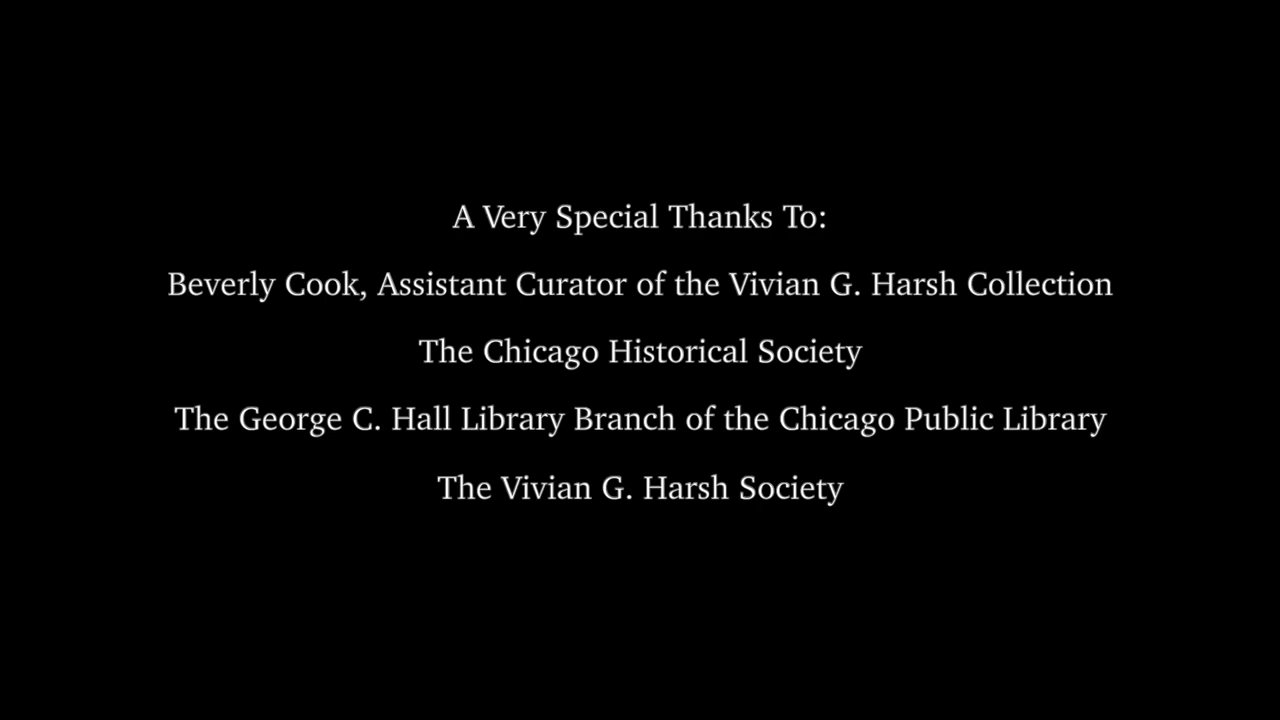 A Very Special Thanks To:
Beverly Cook, Assistant Curator of the Vivian G. Harsh Collection
The Chicago Historical Society
The George C. Hall Library Branch of the Chicago Public Library
The Vivian G. Harsh Society